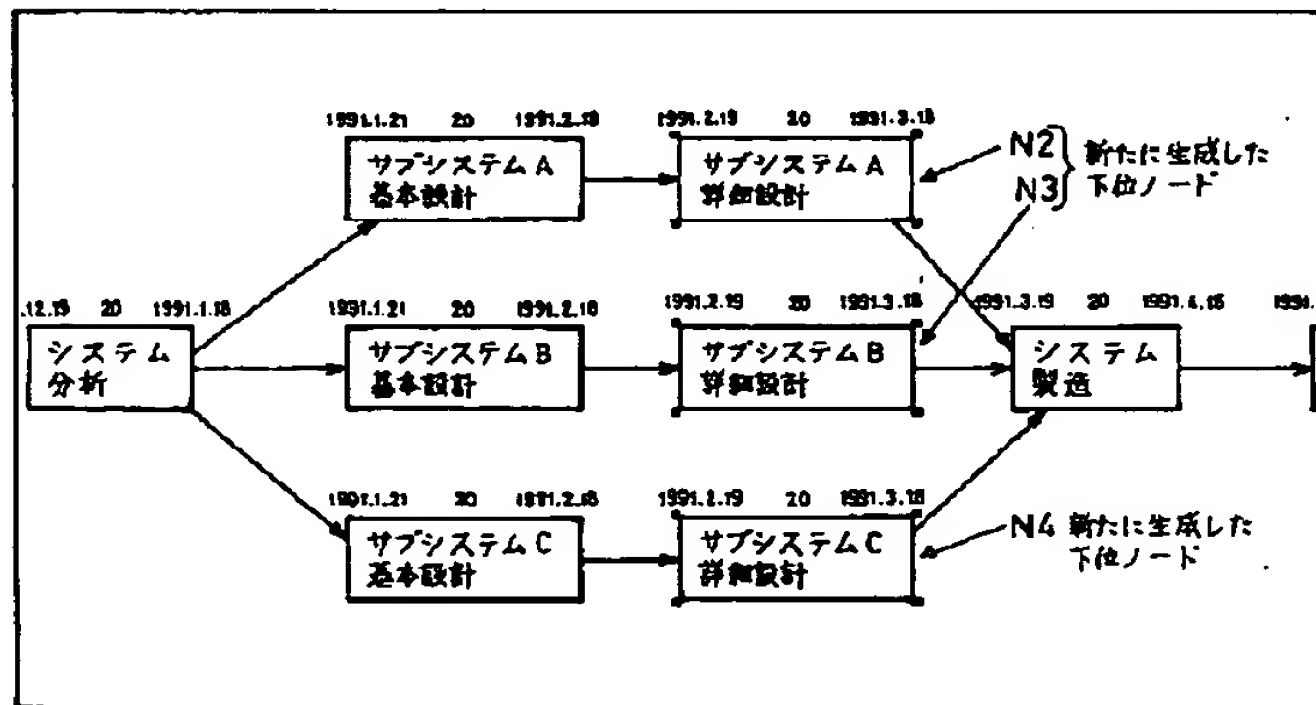 1991.1.21 20 1991.2.18 1991.2.19 20 1991.3.18
サブシステムA
基本設計
サブシステムA
詳細設計
N2
N3
新たに生成した
下位ノード
.12.19 20 1991.1.18 1991.1.21 20 1991.2.18 1991.2.19 20 1991.3.18 1991.3.19 20 1991.4.15 1991.
システム
分析
サブシステムB
基本設計
サブシステムB
詳細設計
システム
製造
1991.1.21 20 1991.2.18 1991.2.19 20 1991.3.18
サブシステムC
基本設計
サブシステムC
詳細設計
N4 新たに生成した
下位ノード